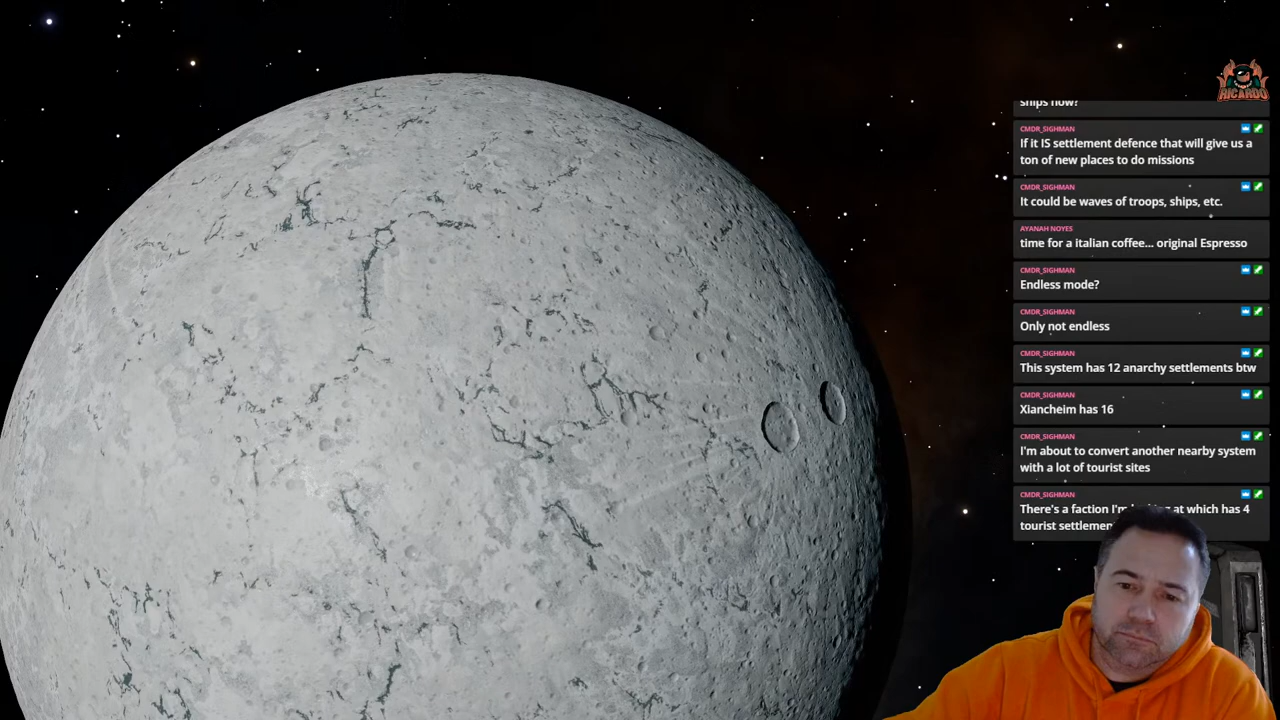 RICARDO
ships now?
CMDR_SIGHMAN
If it IS settlement defence that will give us a
ton of new places to do missions
CMDR_SIGHMAN
It could be waves of troops, ships, etc.
AYANAH NOYES
time for a italian coffee... original Espresso
CMDR_SIGHMAN
Endless mode?
CMDR_SIGHMAN
Only not endless
CMDR_SIGHMAN
This system has 12 anarchy settlements btw
CMDR_SIGHMAN
Xiancheim has 16
CMDR_SIGHMAN
I'm about to convert another nearby system
with a lot of tourist sites
CMDR_SIGHMAN
There's a faction I'm at which has 4
tourist